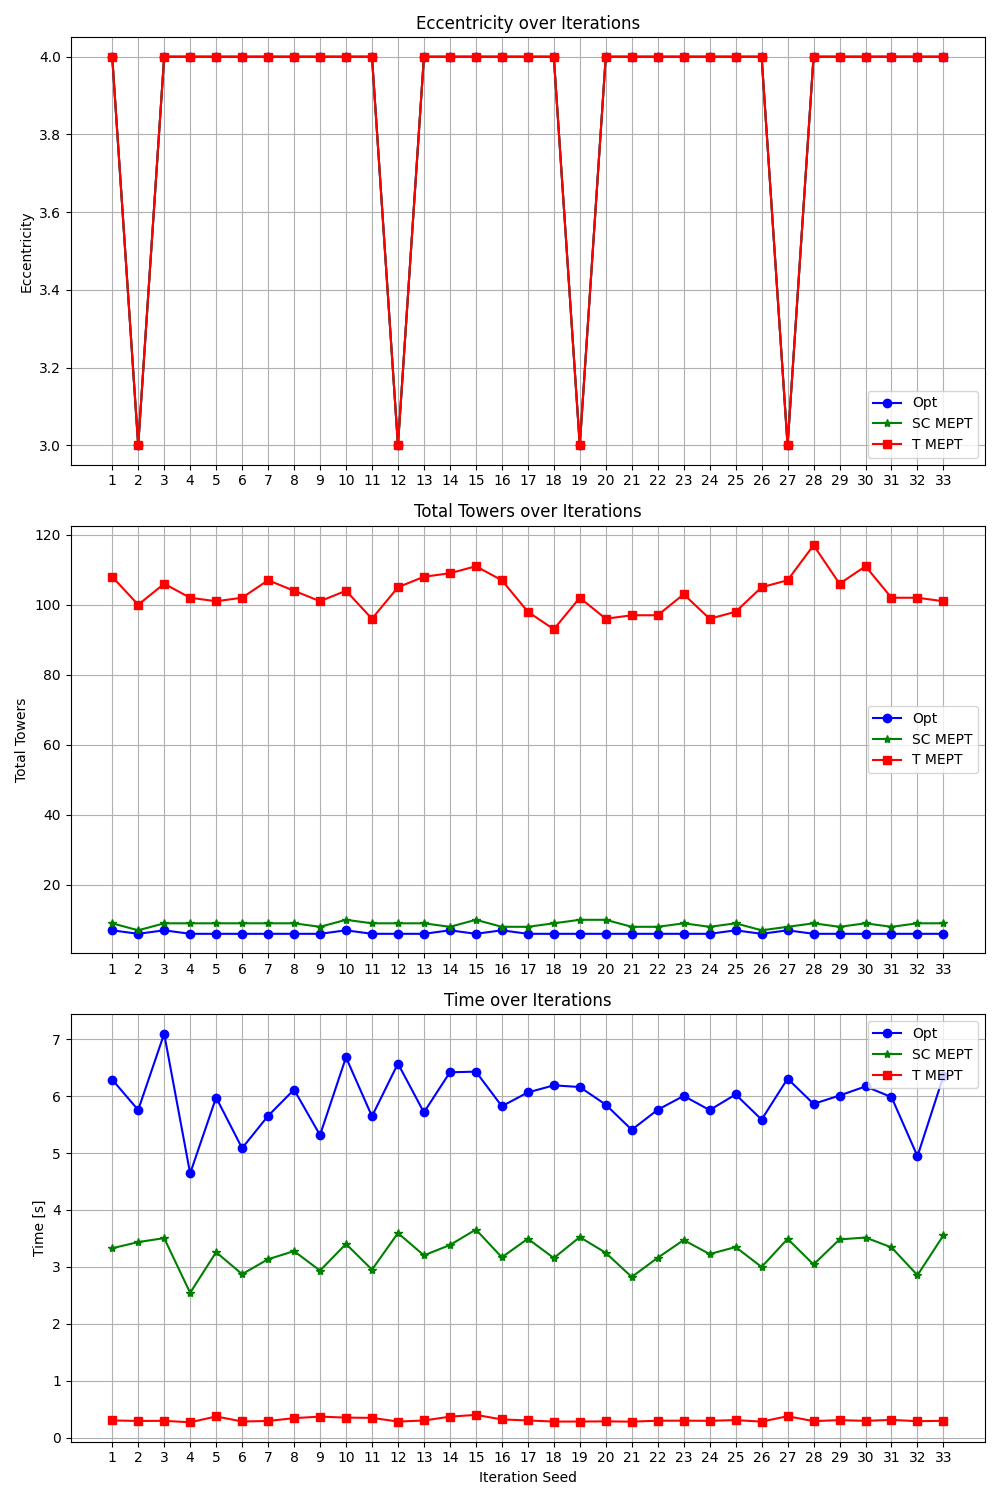 Eccentricity over Iterations
Eccentricity
4.0
3.8
3.6
3.4
3.2
3.0
Opt
SC MEPT
T MEPT
1 2 3 4 5 6 7 8 9 10 11 12 13 14 15 16 17 18 19 20 21 22 23 24 25 26 27 28 29 30 31 32 33
Total Towers over Iterations
Total Towers
120
100
80
60
40
20
Opt
SC MEPT
T MEPT
1 2 3 4 5 6 7 8 9 10 11 12 13 14 15 16 17 18 19 20 21 22 23 24 25 26 27 28 29 30 31 32 33
Time over Iterations
Time [s]
7
6
5
4
3
2
1
0
Opt
SC MEPT
T MEPT
1 2 3 4 5 6 7 8 9 10 11 12 13 14 15 16 17 18 19 20 21 22 23 24 25 26 27 28 29 30 31 32 33
Iteration Seed